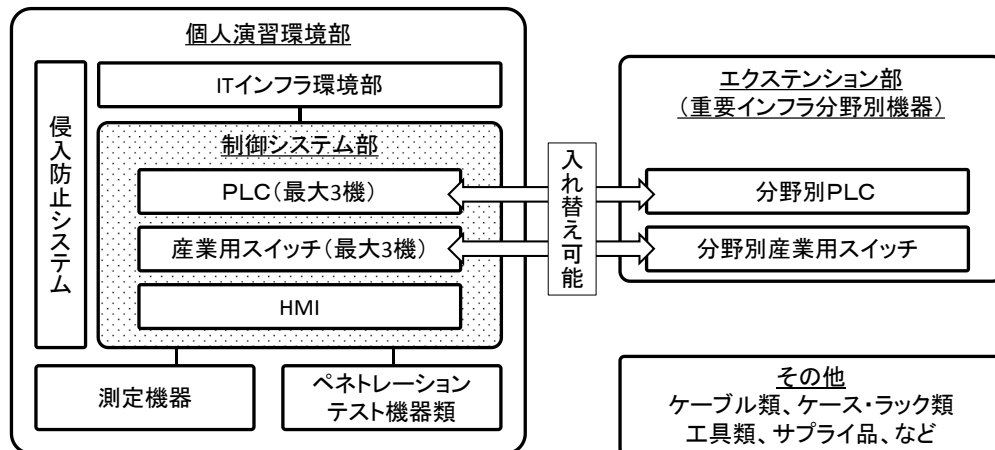 個人演習環境部
侵入防止システム
ITインフラ環境部
制御システム部
PLC(最大3機)
産業用スイッチ(最大3機)
HMI
測定機器
ペネトレーション
テスト機器類
入れ替え可能
エクステンション部
(重要インフラ分野別機器)
分野別PLC
分野別産業用スイッチ
その他
ケーブル類、ケース・ラック類
工具類、サプライ品、など